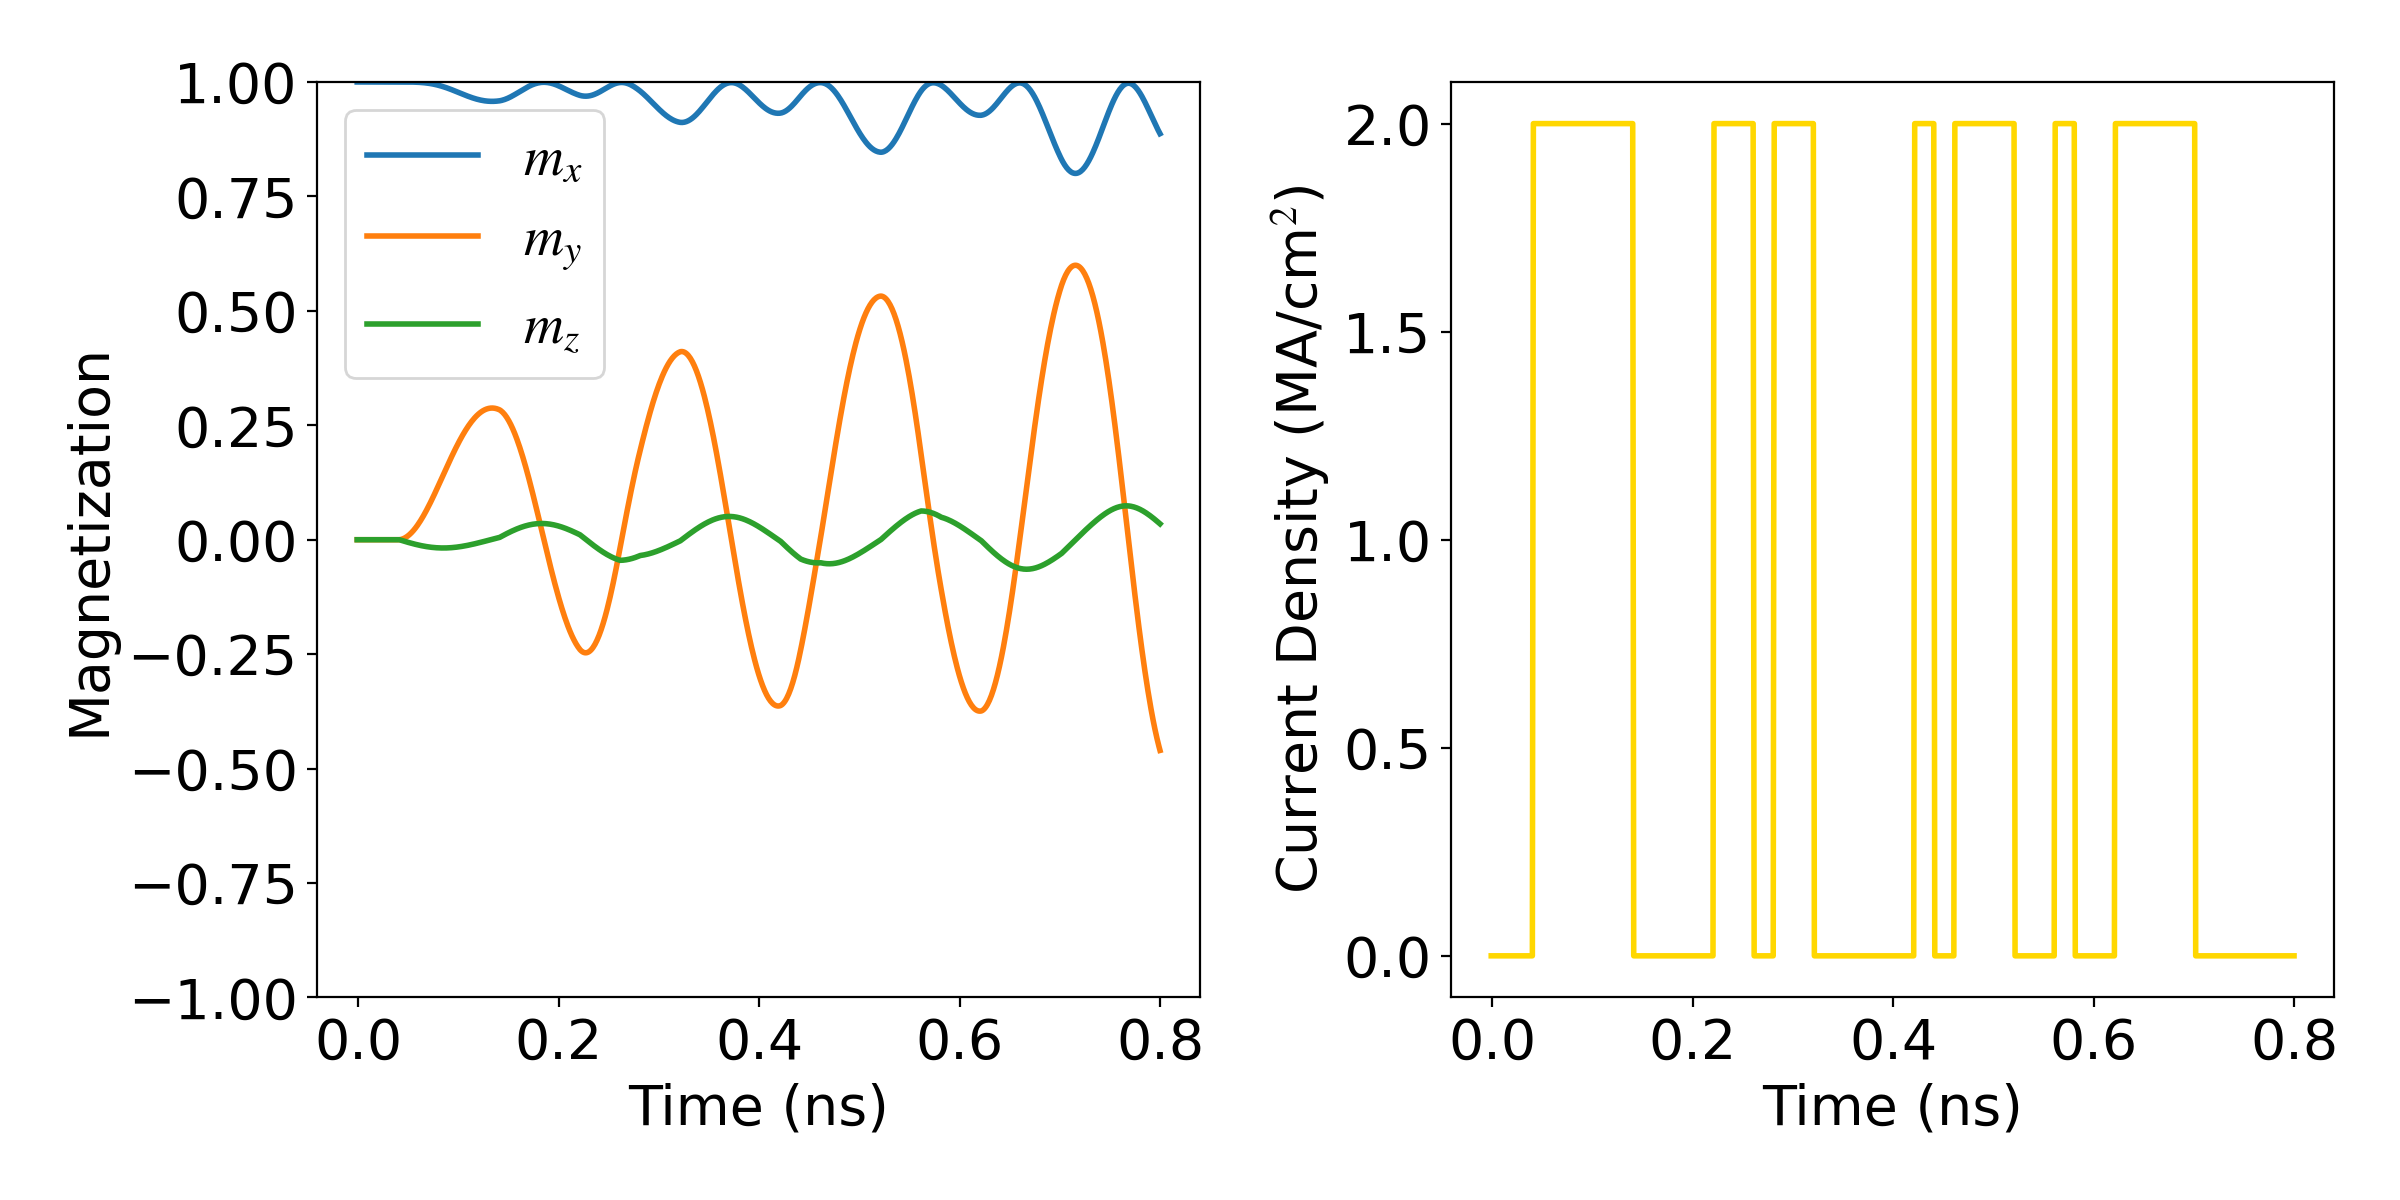 1.00
0.75
0.50
0.25
0.00
−0.25
−0.50
−0.75
−1.00
Magnetization
m_x
m_y
m_z
0.0 0.2 0.4 0.6 0.8
Time (ns)
2.0
1.5
1.0
0.5
0.0
Current Density (MA/cm²)
0.0 0.2 0.4 0.6 0.8
Time (ns)